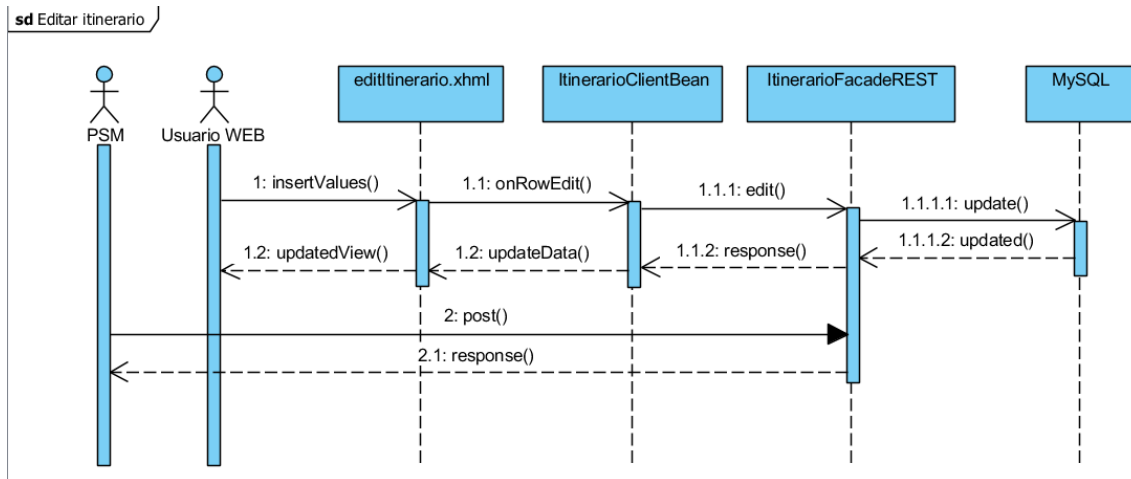 sd Editar itinerario
editItinerario.xhml
ItinerarioClientBean
ItinerarioFacadeREST
MySQL
PSM
Usuario WEB
1: insertValues()
1.1: onRowEdit()
1.1.1: edit()
1.1.1.1: update()
1.2: updatedView()
1.2: updateData()
1.1.2: response()
1.1.1.2: updated()
2: post()
2.1: response()